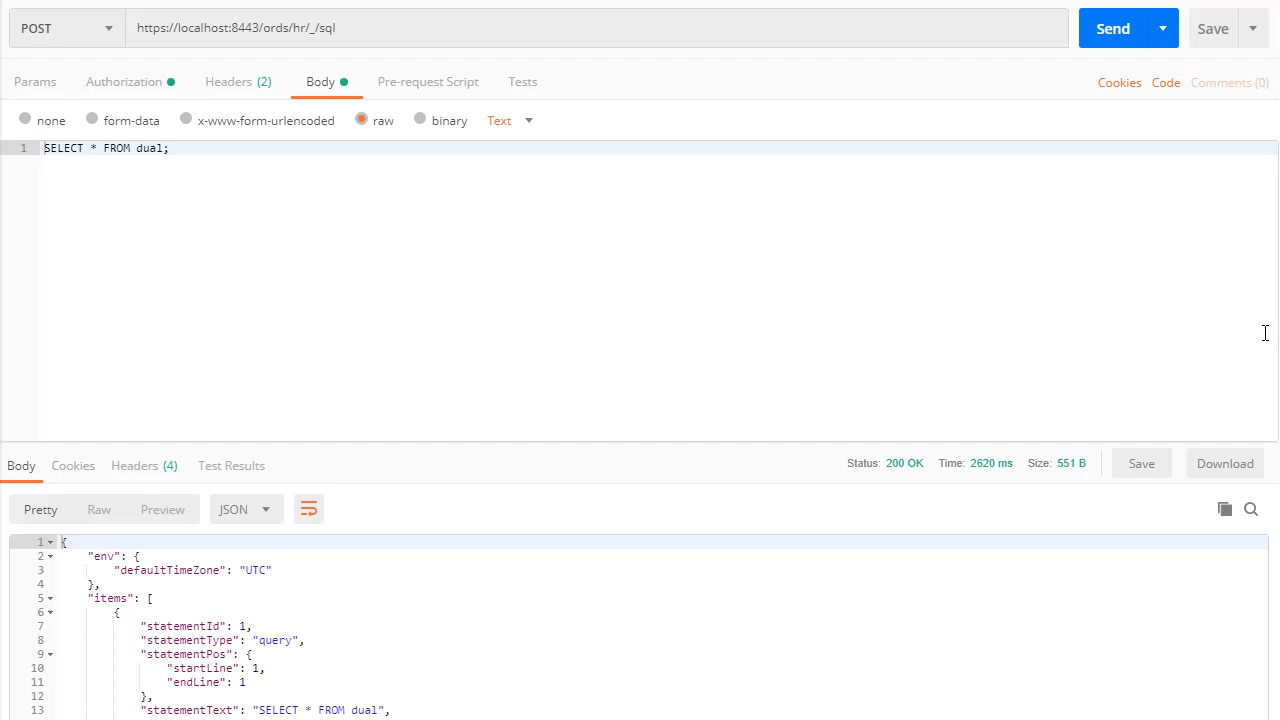 POST https://localhost:8443/ords/hr/_/sql Send Save
Params Authorization Headers (2) Body Pre-request Script Tests Cookies Code Comments (0)
none form-data x-www-form-urlencoded raw binary Text
1 SELECT * FROM dual;
Body Cookies Headers (4) Test Results Status: 200 OK Time: 2620 ms Size: 551 B Save Download
Pretty Raw Preview JSON
1 {
2 "env": {
3 "defaultTimeZone": "UTC"
4 },
5 "items": [
6 {
7 "statementId": 1,
8 "statementType": "query",
9 "statementPos": {
10 "startLine": 1,
11 "endLine": 1
12 },
13 "statementText": "SELECT * FROM dual",